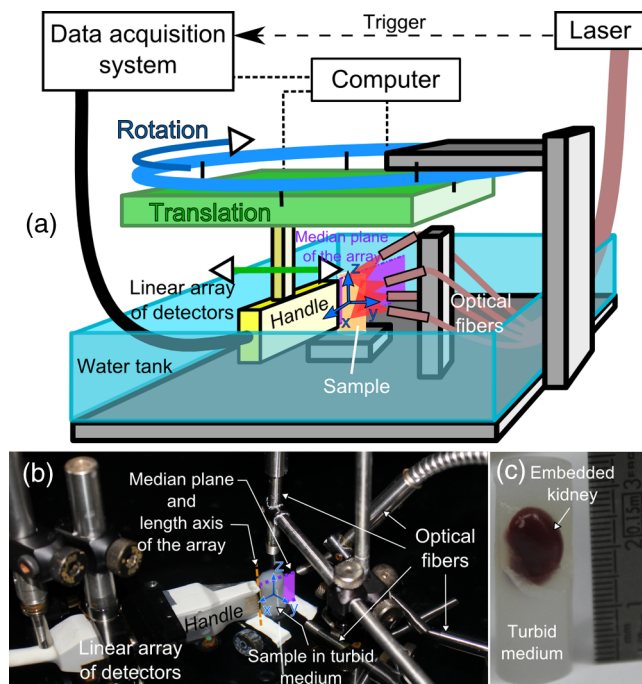 Data acquisition
system
Trigger
Laser
Computer
Rotation
Translation
(a)
Median plane
of the array
Linear array
of detectors
Handle
z
x
y
Optical
fibers
Water tank
Sample
(b)
Median plane
and
length axis
of the array
Optical
fibers
Handle
z
x
y
Linear array
of detectors
Sample in turbid
medium
(c)
Embedded
kidney
Turbid
medium